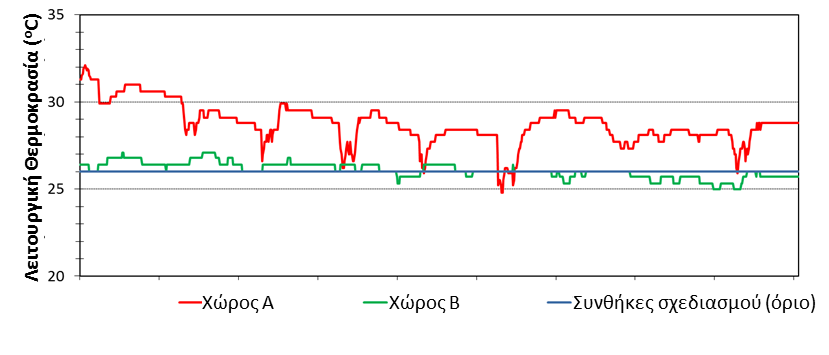 Λειτουργική Θερμοκρασία (°C)
35
30
25
20
Χώρος Α
Χώρος Β
Συνθήκες σχεδιασμού (όριο)